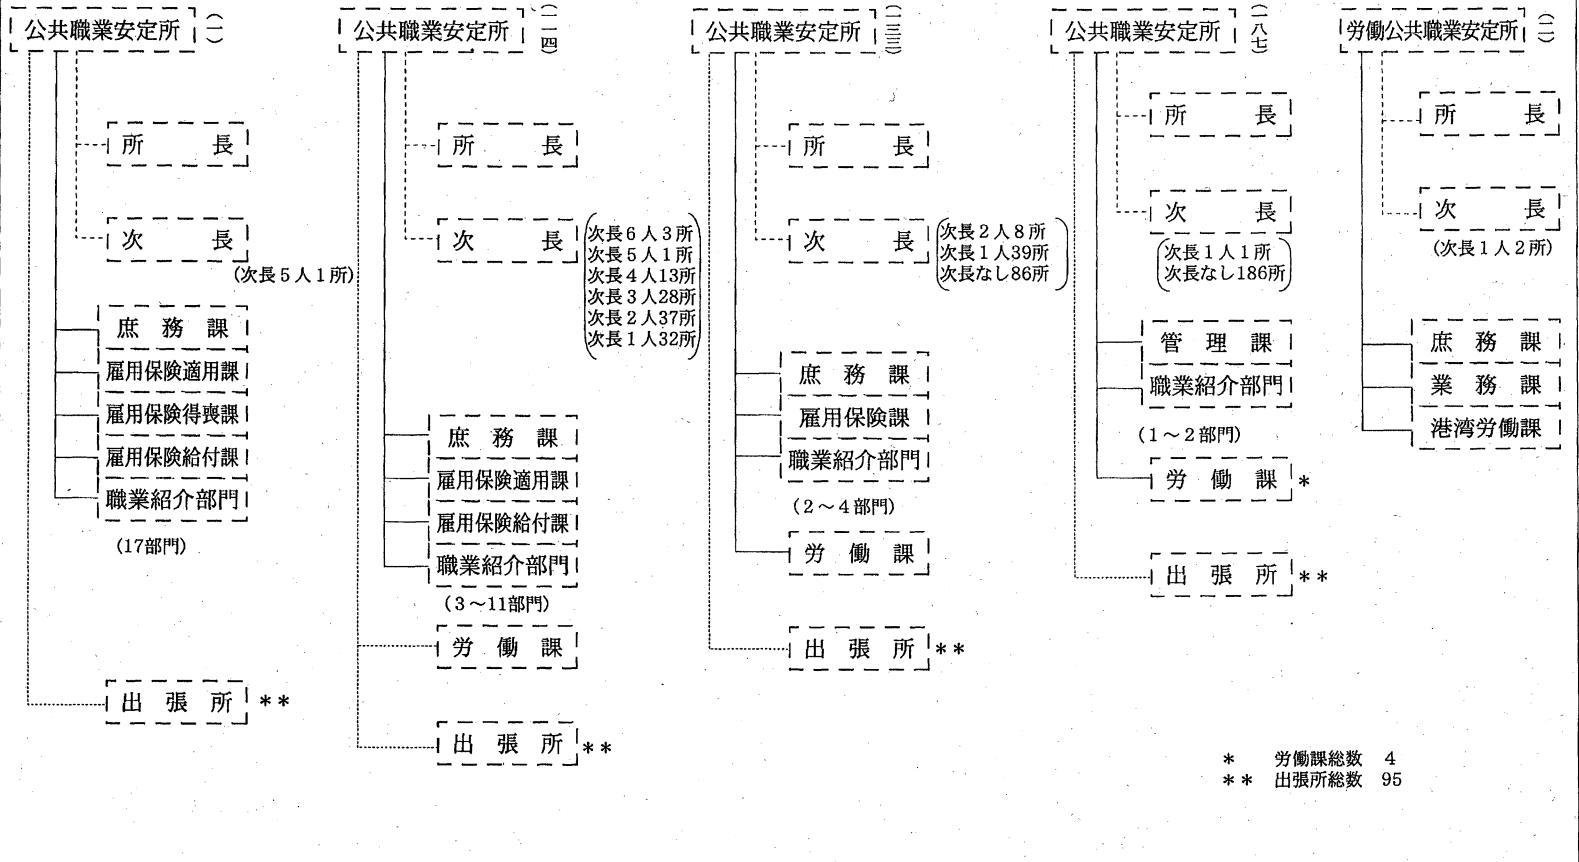 公共職業安定所 (一)
所 長
次 長
(次長5人1所)
庶 務 課
雇用保険適用課
雇用保険得喪課
雇用保険給付課
職業紹介部門
(17部門)
出 張 所 **
公共職業安定所 (一一四)
所 長
次 長
次長6人3所
次長5人1所
次長4人13所
次長3人28所
次長2人37所
次長1人32所
庶 務 課
雇用保険適用課
雇用保険給付課
職業紹介部門
(3～11部門)
労 働 課
出 張 所 **
公共職業安定所 (一三三)
所 長
次 長
次長2人8所
次長1人39所
次長なし86所
庶 務 課
雇用保険課
職業紹介部門
(2～4部門)
労 働 課
出 張 所 **
公共職業安定所 (一八七)
所 長
次 長
次長1人1所
次長なし186所
管 理 課
職業紹介部門
(1～2部門)
労 働 課 *
出 張 所 **
労働公共職業安定所 (二)
所 長
次 長
(次長1人2所)
庶 務 課
業 務 課
港湾労働課
* 労働課総数 4
** 出張所総数 95